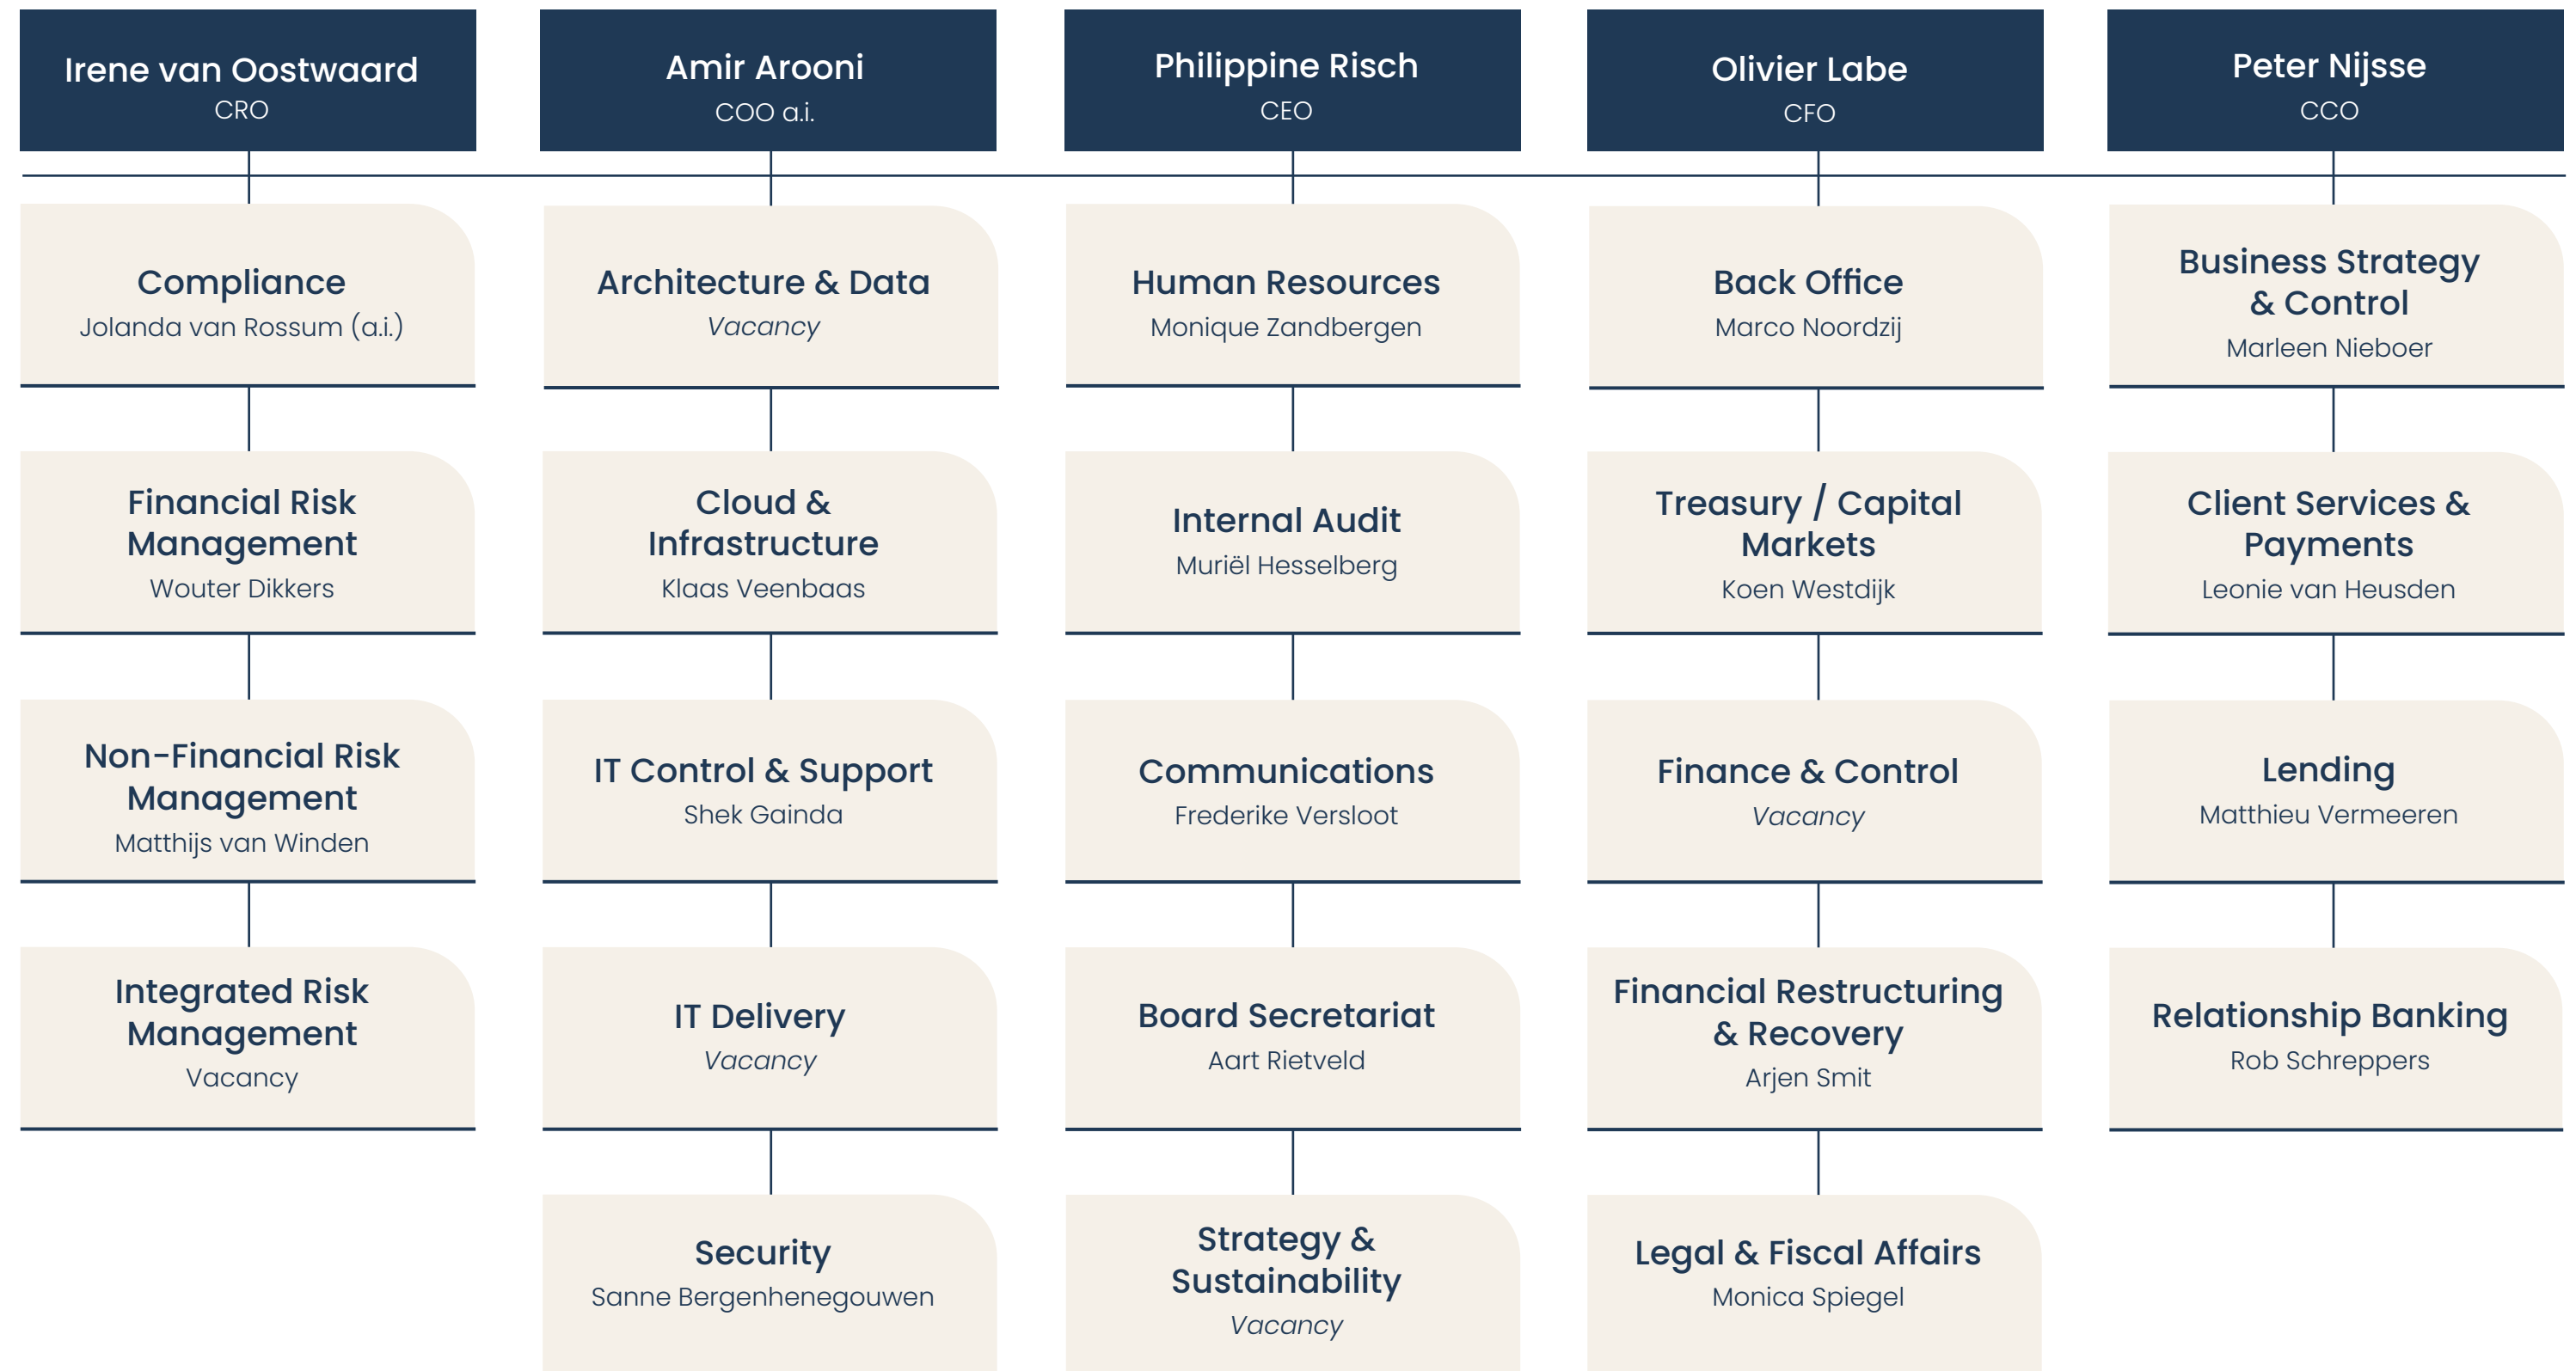 Irene van Oostwaard
CRO
Compliance
Jolanda van Rossum (a.i.)
Financial Risk
Management
Wouter Dikkers
Non-Financial Risk
Management
Matthijs van Winden
Integrated Risk
Management
Vacancy
Amir Arooni
COO a.i.
Architecture & Data
Vacancy
Cloud &
Infrastructure
Klaas Veenbaas
IT Control & Support
Shek Gainda
IT Delivery
Vacancy
Security
Sanne Bergenhenegouwen
Philippine Risch
CEO
Human Resources
Monique Zandbergen
Internal Audit
Muriël Hesselberg
Communications
Frederike Versloot
Board Secretariat
Aart Rietveld
Strategy &
Sustainability
Vacancy
Olivier Labe
CFO
Back Office
Marco Noordzij
Treasury / Capital
Markets
Koen Westdijk
Finance & Control
Vacancy
Financial Restructuring
& Recovery
Arjen Smit
Legal & Fiscal Affairs
Monica Spiegel
Peter Nijsse
CCO
Business Strategy
& Control
Marleen Nieboer
Client Services &
Payments
Leonie van Heusden
Lending
Matthieu Vermeeren
Relationship Banking
Rob Schreppers